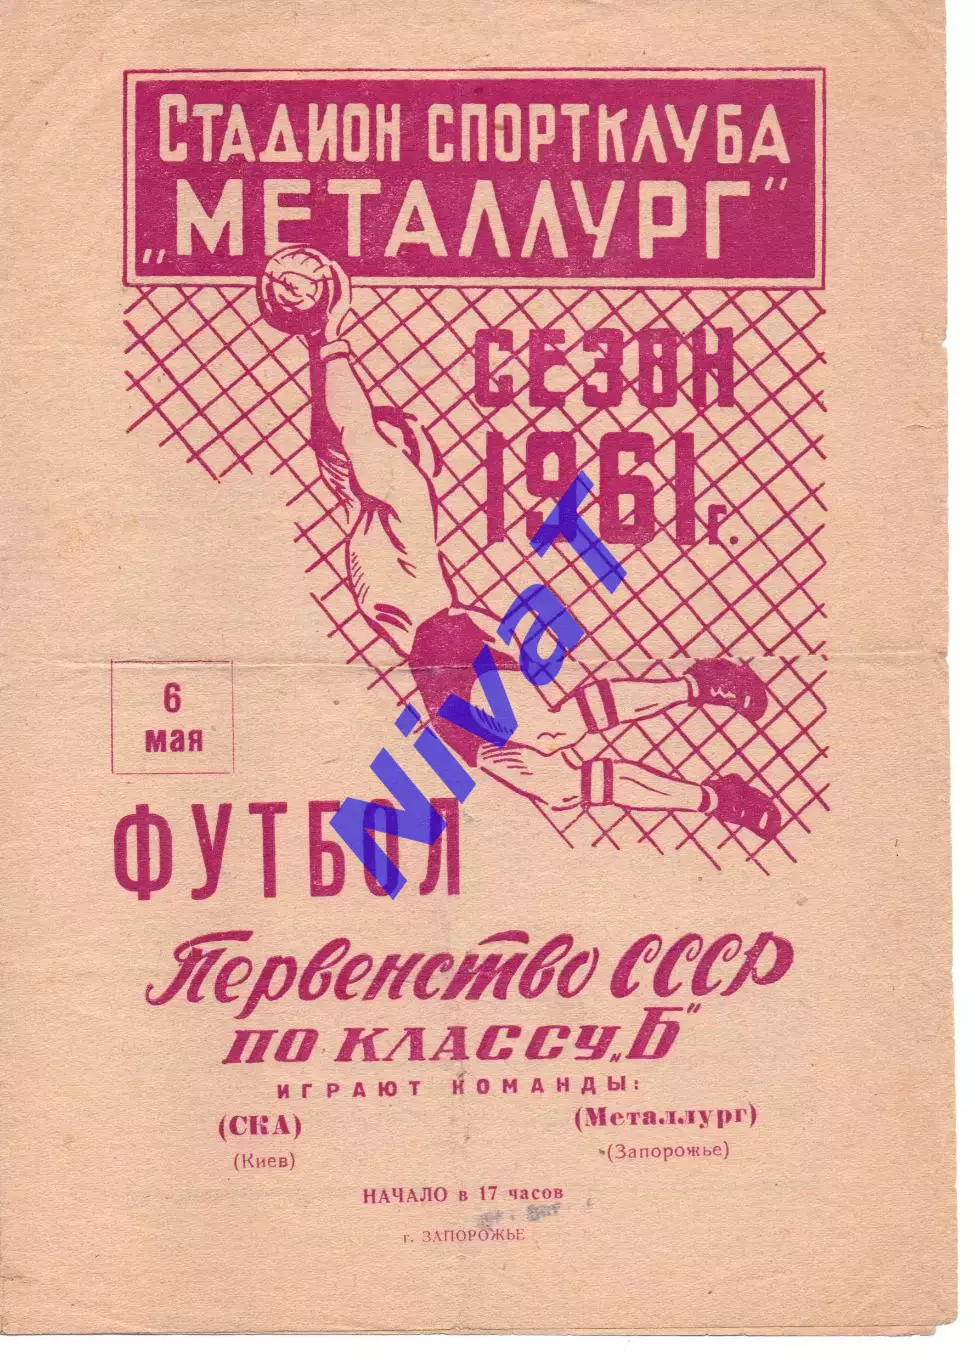 СТАДИОН СПОРТКЛУБА
„МЕТАЛЛУРГ"
СЕЗОН
1961 г.
6
мая
ФУТБОЛ
Первенство СССР
по классу „Б"
ИГРАЮТ КОМАНДЫ:
(СКА) (Металлург)
(Киев) (Запорожье)
НАЧАЛО в 17 часов
г. ЗАПОРОЖЬЕ
NivaT